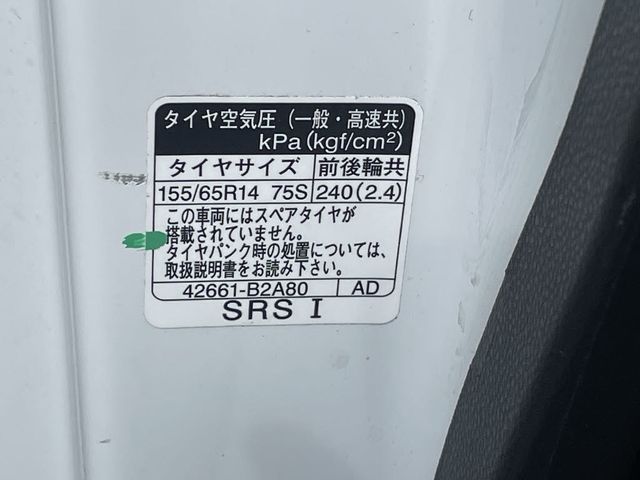 タイヤ空気圧（一般・高速共）
kPa(kgf/cm²)
タイヤサイズ 前後輪共
155/65R14 75S 240(2.4)
この車両にはスペアタイヤが
搭載されていません。
タイヤパンク時の処置については、
取扱説明書をお読み下さい。
42661-B2A80 AD
SRS I